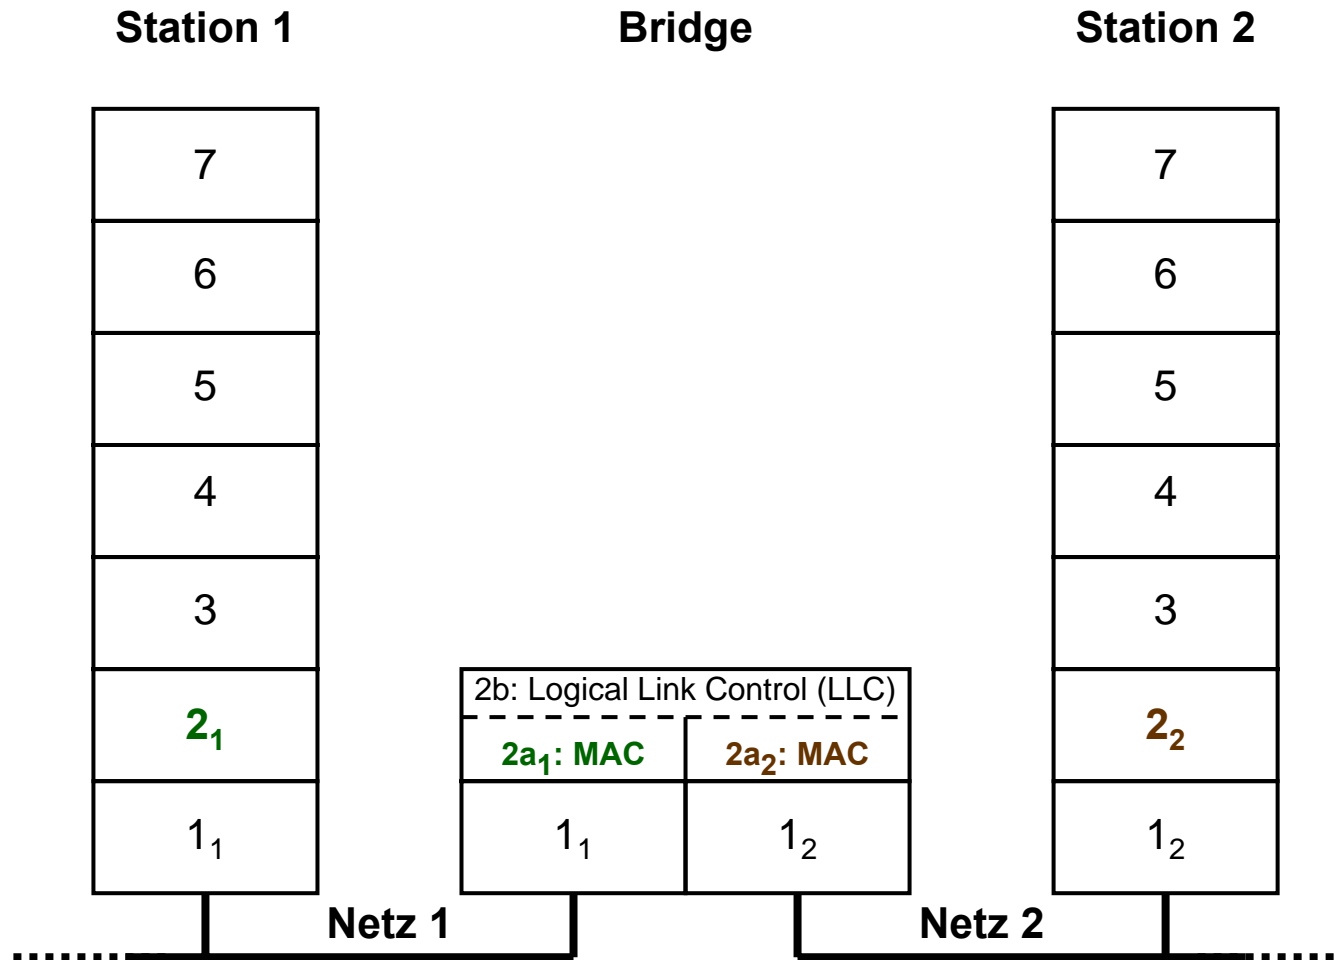 Station 1 Bridge Station 2
7 7
6 6
5 5
4 4
3 3
2b: Logical Link Control (LLC)
2₁ 2a₁: MAC 2a₂: MAC 2₂
1₁ 1₁ 1₂ 1₂
Netz 1 Netz 2